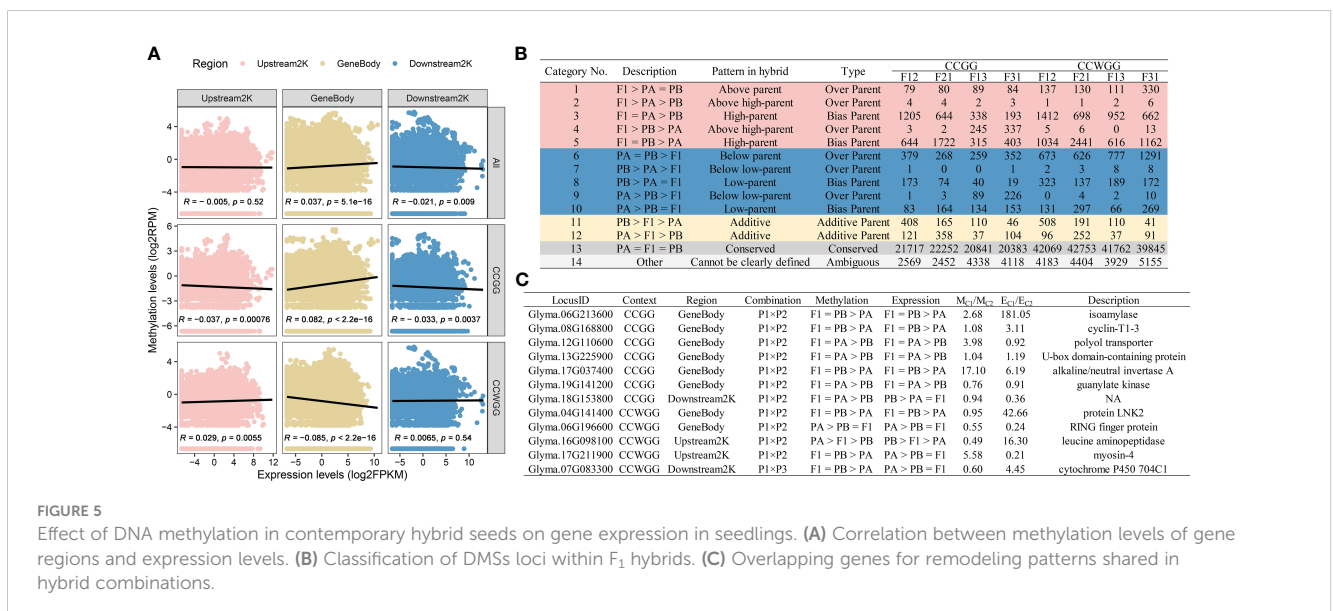 A
Region Upstream2K GeneBody Downstream2K
Upstream2K GeneBody Downstream2K
4
0
−4
R = − 0.005, p = 0.52
R = 0.037, p = 5.1e−16
R = −0.021, p = 0.009
All
6
3
0
−3
−6
R = −0.037, p = 0.00076
R = 0.082, p < 2.2e−16
R = − 0.033, p = 0.0037
CCGG
4
0
−4
R = 0.029, p = 0.0055
R = −0.085, p < 2.2e−16
R = 0.0065, p = 0.54
CCWGG
−4 0 4 8 12 −5 0 5 10 −5 0 5 10
Methylation levels (log2RPM)
Expression levels (log2FPKM)
B
Category No. Description Pattern in hybrid Type CCGG CCWGG
F12 F21 F13 F31 F12 F21 F13 F31
1 F1 > PA = PB Above parent Over Parent 79 80 89 84 137 130 111 330
2 F1 > PA > PB Above high-parent Over Parent 4 4 2 3 1 1 2 6
3 F1 = PA > PB High-parent Bias Parent 1205 644 338 193 1412 698 952 662
4 F1 > PB > PA Above high-parent Over Parent 3 2 245 337 5 6 0 13
5 F1 = PB > PA High-parent Bias Parent 644 1722 315 403 1034 2441 616 1162
6 PA = PB > F1 Below parent Over Parent 379 268 259 352 673 626 777 1291
7 PB > PA > F1 Below low-parent Over Parent 1 0 0 1 2 3 8 8
8 PB > PA = F1 Low-parent Bias Parent 173 74 40 19 323 137 189 172
9 PA > PB > F1 Below low-parent Over Parent 1 3 89 226 0 4 2 10
10 PA > PB = F1 Low-parent Bias Parent 83 164 134 153 131 297 66 269
11 PB > F1 > PA Additive Additive Parent 408 165 110 46 508 191 110 41
12 PA > F1 > PB Additive Additive Parent 121 358 37 104 96 252 37 91
13 PA = F1 = PB Conserved Conserved 21717 22252 20841 20383 42069 42753 41762 39845
14 Other Cannot be clearly defined Ambiguous 2569 2452 4338 4118 4183 4404 3929 5155
C
LocusID Context Region Combination Methylation Expression MC1/MC2 EC1/EC2 Description
Glyma.06G213600 CCGG GeneBody P1×P2 F1 = PB > PA F1 = PB > PA 2.68 181.05 isoamylase
Glyma.08G168800 CCGG GeneBody P1×P2 F1 = PB > PA F1 = PB > PA 1.08 3.11 cyclin-T1-3
Glyma.12G110600 CCGG GeneBody P1×P2 F1 = PA > PB F1 = PA > PB 3.98 0.92 polyol transporter
Glyma.13G225900 CCGG GeneBody P1×P2 F1 = PA > PB F1 = PA > PB 1.04 1.19 U-box domain-containing protein
Glyma.17G037400 CCGG GeneBody P1×P2 F1 = PB > PA F1 = PB > PA 17.10 6.19 alkaline/neutral invertase A
Glyma.19G141200 CCGG GeneBody P1×P2 F1 = PA > PB F1 = PA > PB 0.76 0.91 guanylate kinase
Glyma.18G153800 CCGG Downstream2K P1×P2 F1 = PA > PB PB > PA = F1 0.94 0.36 NA
Glyma.04G141400 CCWGG GeneBody P1×P2 F1 = PB > PA F1 = PB > PA 0.95 42.66 protein LNK2
Glyma.06G196600 CCWGG GeneBody P1×P2 PA > PB = F1 PA > PB = F1 0.55 0.24 RING finger protein
Glyma.16G098100 CCWGG Upstream2K P1×P2 PA > F1 > PB PB > F1 > PA 0.49 16.30 leucine aminopeptidase
Glyma.17G211900 CCWGG Upstream2K P1×P2 F1 = PB > PA PA > PB = F1 5.58 0.21 myosin-4
Glyma.07G083300 CCWGG Downstream2K P1×P3 F1 = PB > PA PA > PB = F1 0.60 4.45 cytochrome P450 704C1
FIGURE 5
Effect of DNA methylation in contemporary hybrid seeds on gene expression in seedlings. (A) Correlation between methylation levels of gene
regions and expression levels. (B) Classification of DMSs loci within F1 hybrids. (C) Overlapping genes for remodeling patterns shared in
hybrid combinations.